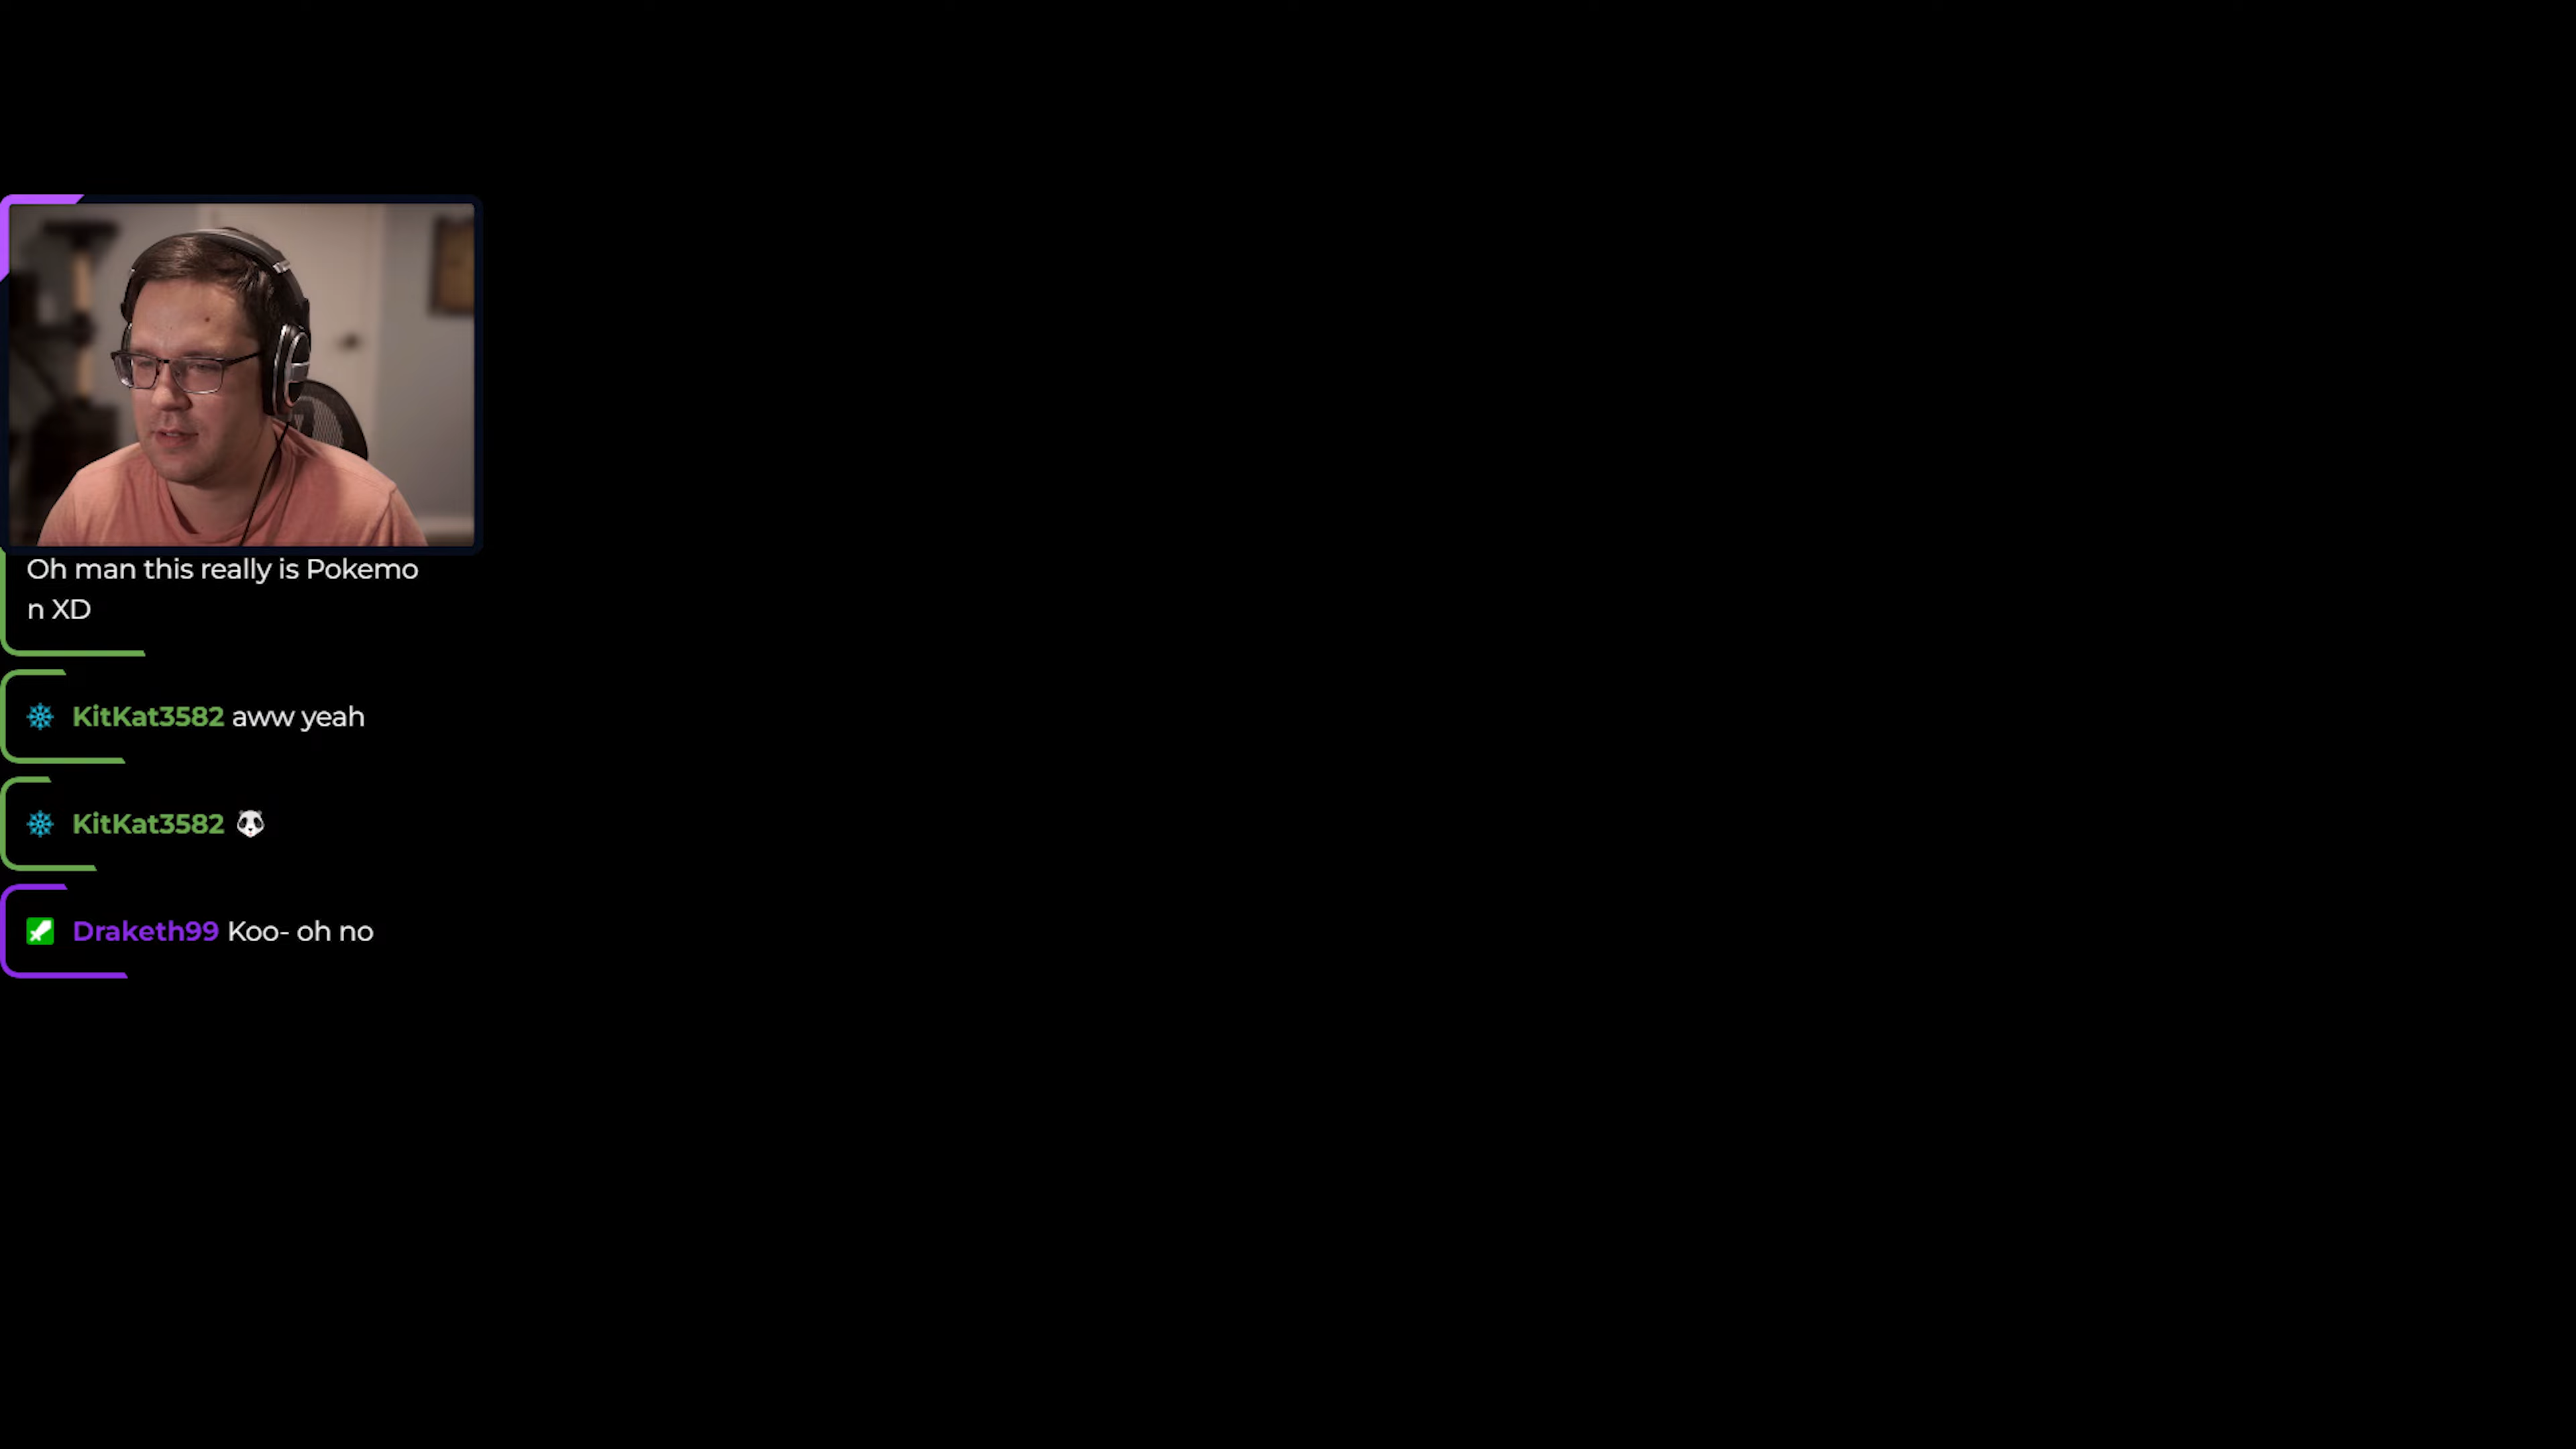 Oh man this really is Pokemo
n XD
KitKat3582 aww yeah
KitKat3582 🐼
Draketh99 Koo- oh no